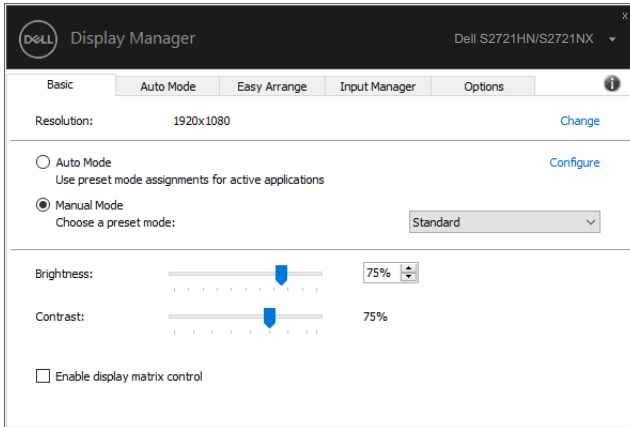 x
DELL Display Manager Dell S2721HN/S2721NX
Basic Auto Mode Easy Arrange Input Manager Options i
Resolution: 1920x1080 Change
Auto Mode Configure
Use preset mode assignments for active applications
Manual Mode
Choose a preset mode: Standard
Brightness: 75%
Contrast: 75%
Enable display matrix control